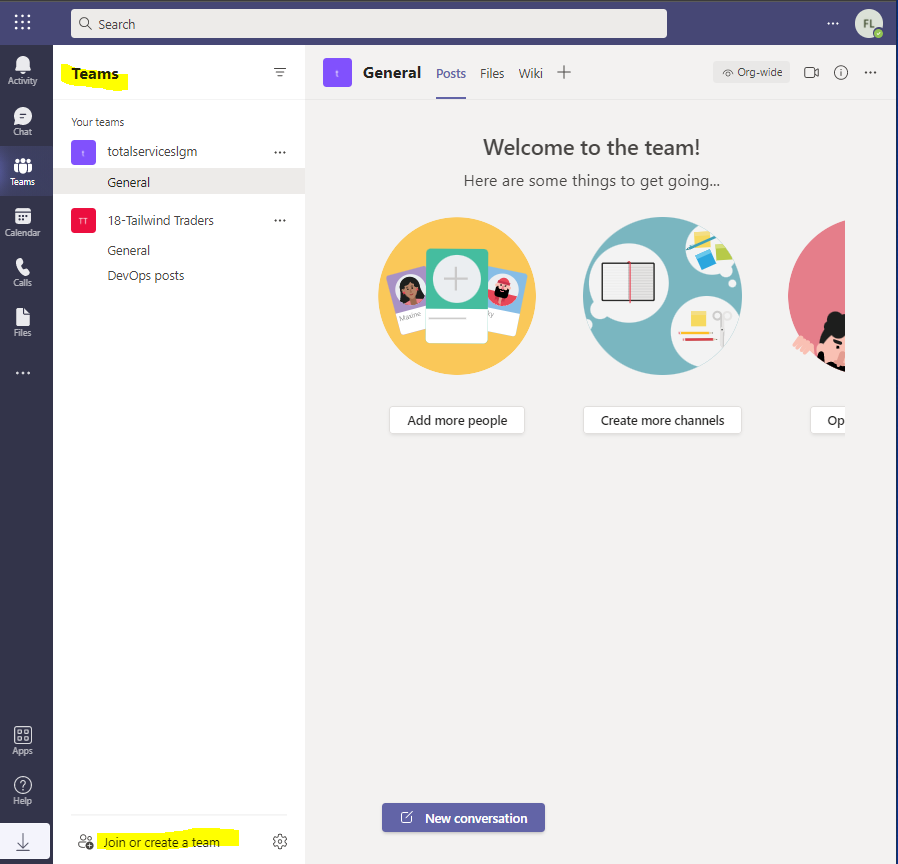 Search
FL
Activity
Chat
Teams
Calendar
Calls
Files
Apps
Help
Teams
Your teams
t
totalserviceslgm
General
TT
18-Tailwind Traders
General
DevOps posts
Join or create a team
t
General
Posts
Files
Wiki
Org-wide
Welcome to the team!
Here are some things to get going...
Maxine
Add more people
Create more channels
Op
New conversation